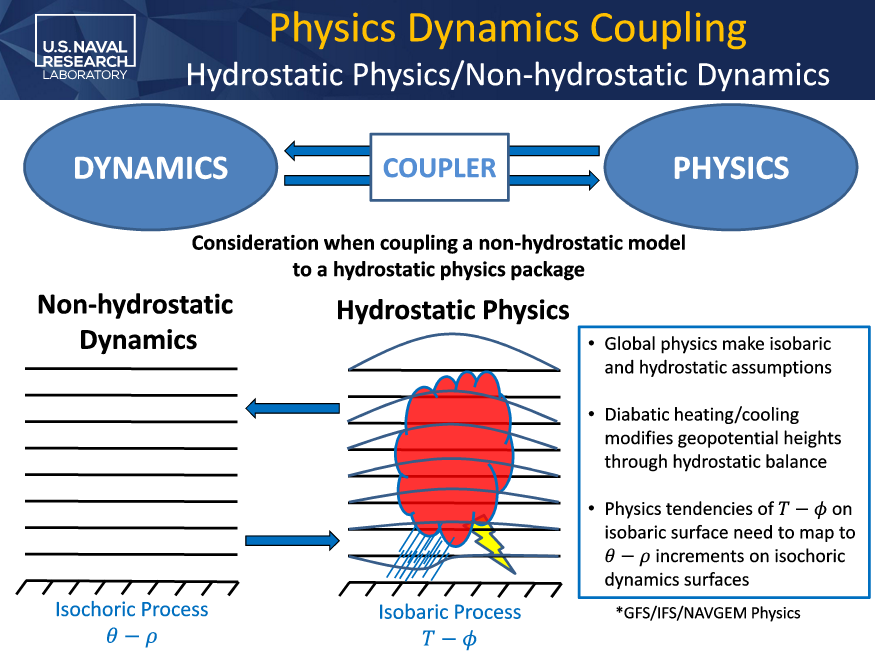 U.S. NAVAL
RESEARCH
LABORATORY
Physics Dynamics Coupling
Hydrostatic Physics/Non-hydrostatic Dynamics
DYNAMICS
COUPLER
PHYSICS
Consideration when coupling a non-hydrostatic model
to a hydrostatic physics package
Non-hydrostatic
Dynamics
Isochoric Process
θ − ρ
Hydrostatic Physics
Isobaric Process
T − ϕ
• Global physics make isobaric
and hydrostatic assumptions
• Diabatic heating/cooling
modifies geopotential heights
through hydrostatic balance
• Physics tendencies of T − ϕ on
isobaric surface need to map to
θ − ρ increments on isochoric
dynamics surfaces
*GFS/IFS/NAVGEM Physics